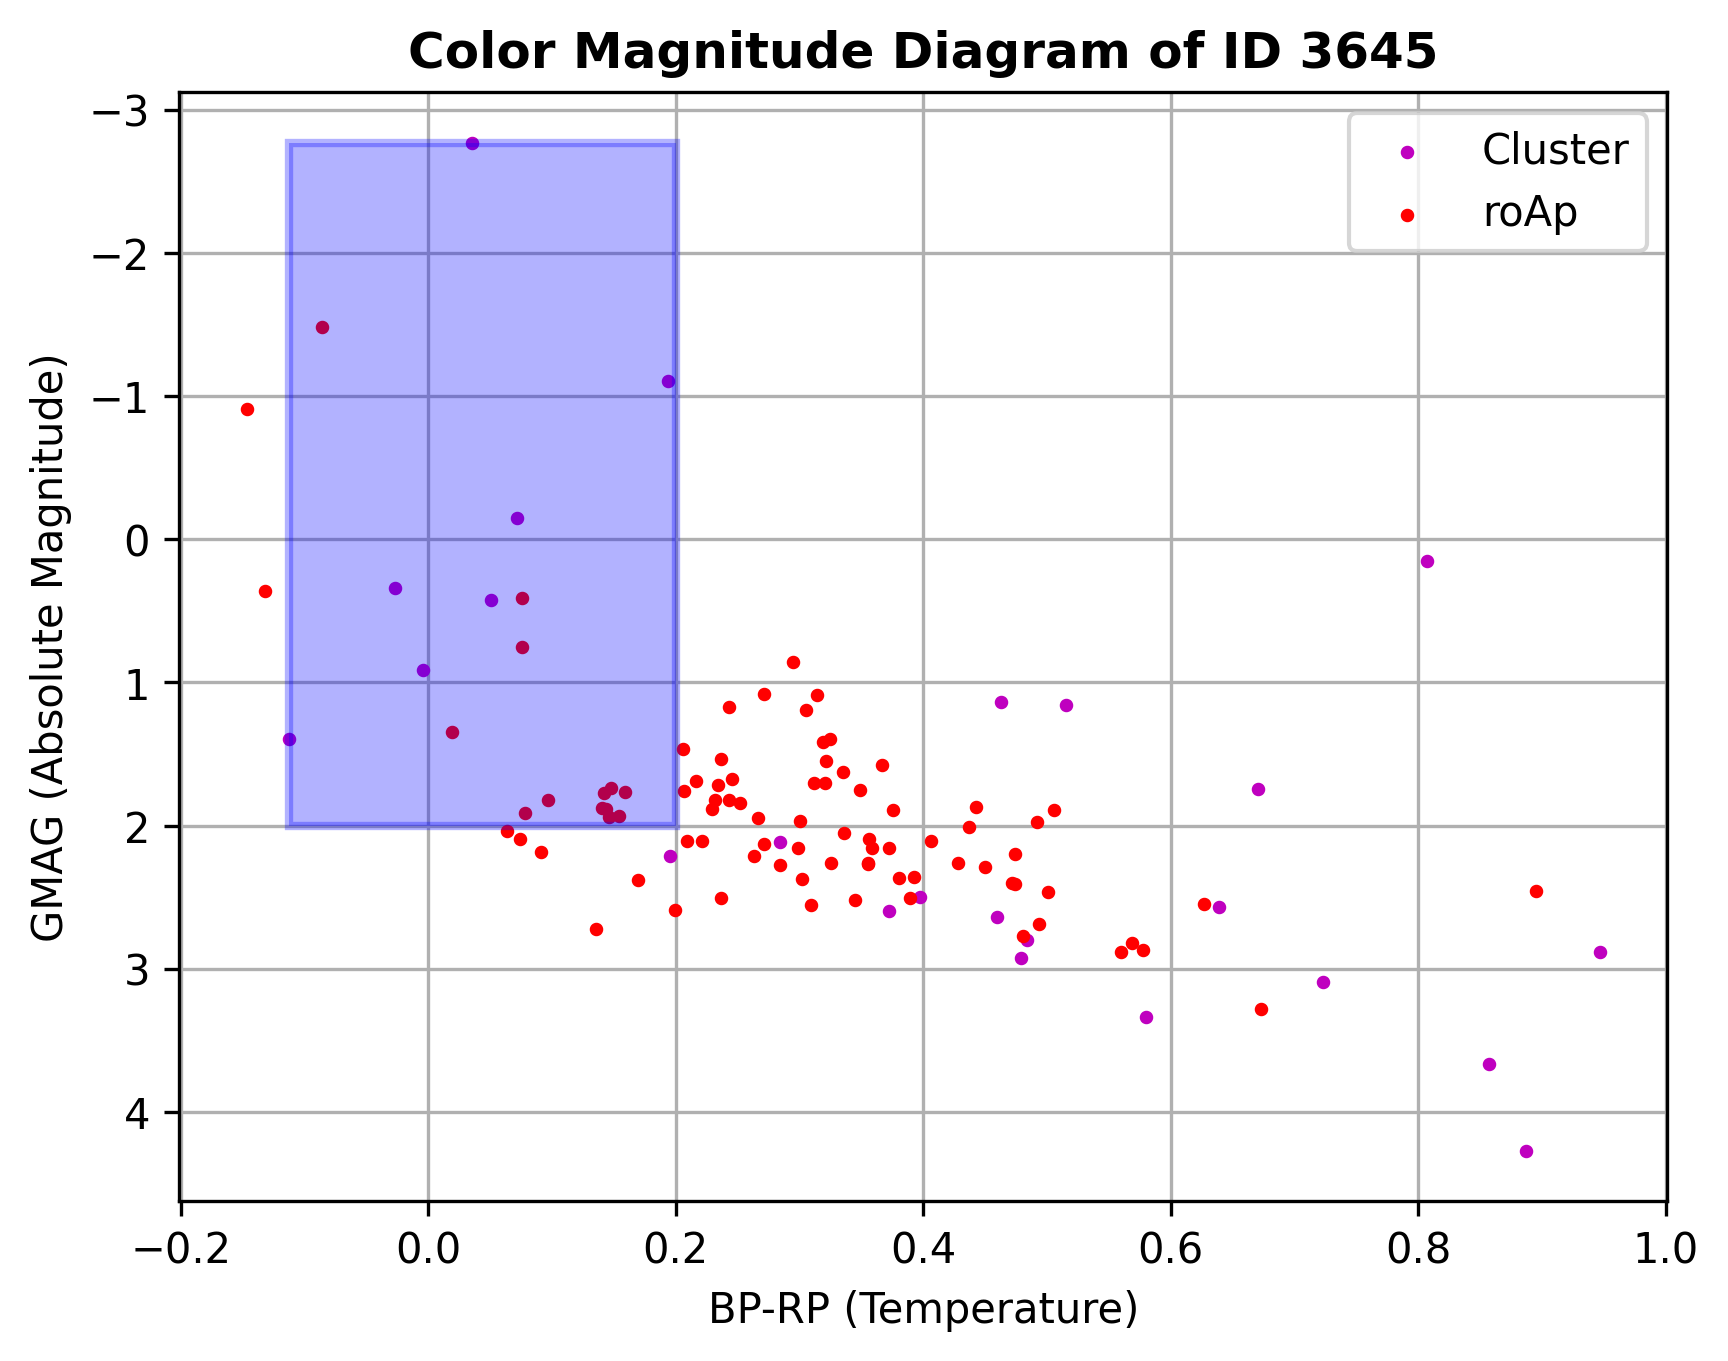 Color Magnitude Diagram of ID 3645
Cluster
roAp
GMAG (Absolute Magnitude)
−3
−2
−1
0
1
2
3
4
−0.2 0.0 0.2 0.4 0.6 0.8 1.0
BP-RP (Temperature)